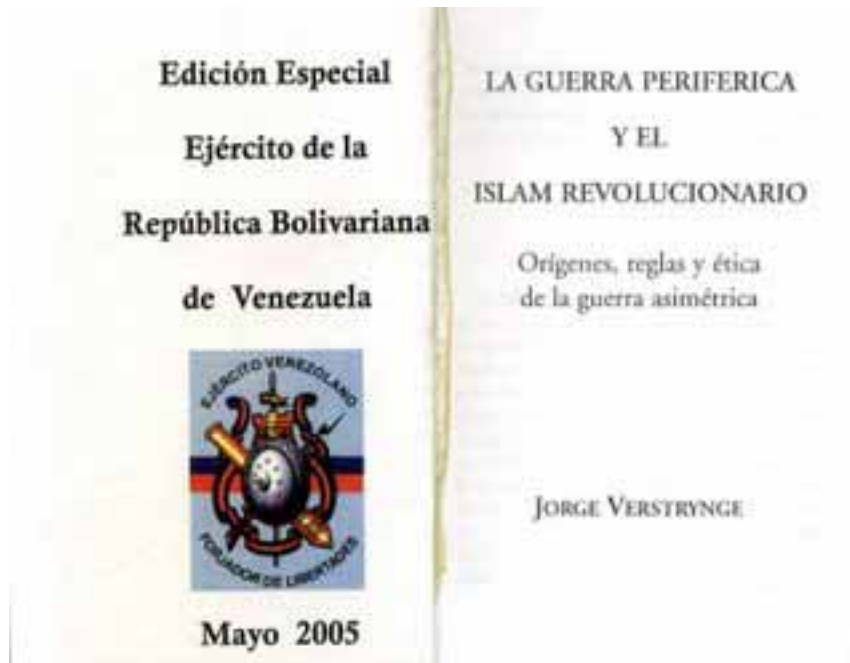 Edición Especial
Ejército de la
República Bolivariana
de Venezuela
EJÉRCITO VENEZOLANO
FORJADOR DE LIBERTADES
Mayo 2005
LA GUERRA PERIFERICA
Y EL
ISLAM REVOLUCIONARIO
Orígenes, reglas y ética
de la guerra asimétrica
JORGE VERSTRYNGE